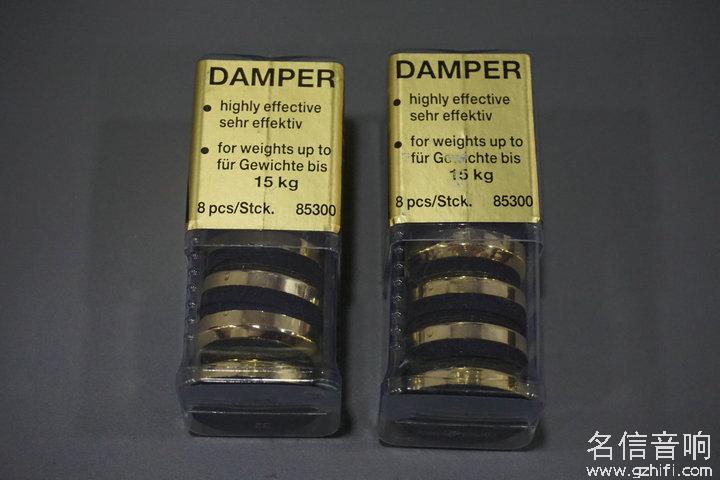 DAMPER
• highly effective
sehr effektiv
• for weights up to
für Gewichte bis
15 kg
8 pcs/Stck. 85300
DAMPER
• highly effective
sehr effektiv
• for weights up to
für Gewichte bis
15 kg
8 pcs/Stck. 85300
名信音响
www.gzhifi.com